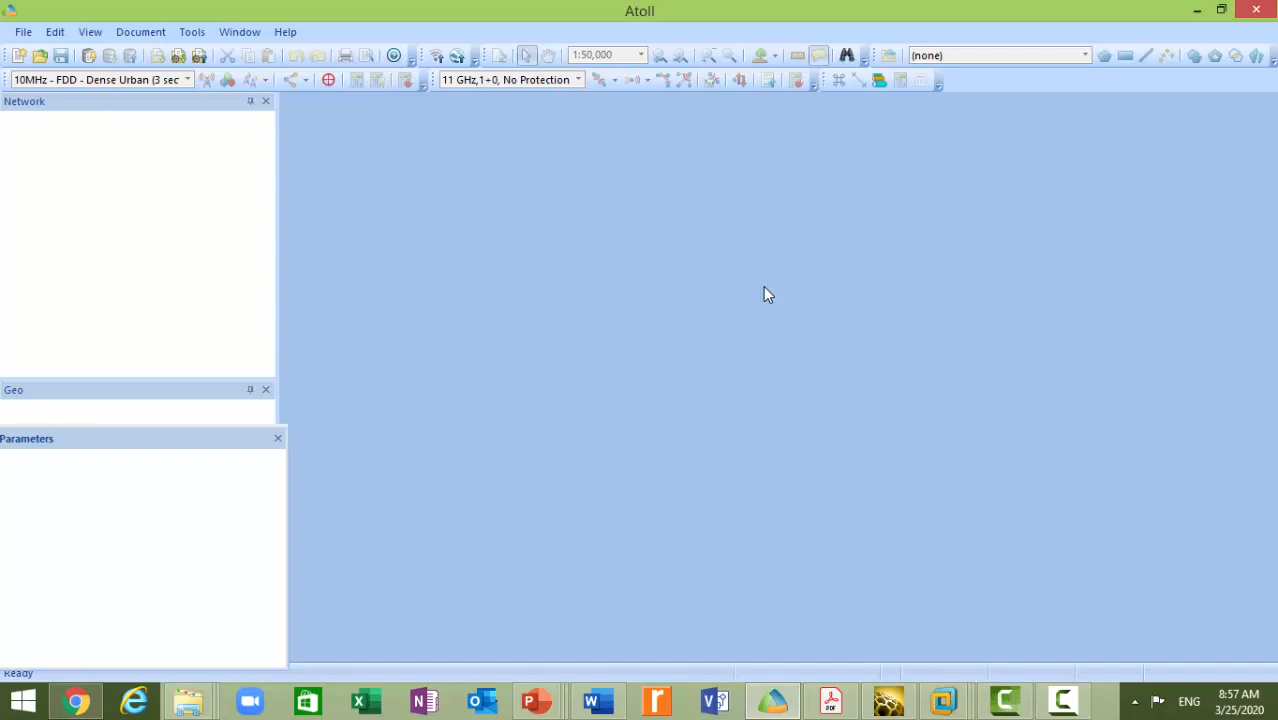 Atoll
File Edit View Document Tools Window Help
1:50,000 (none)
10MHz - FDD - Dense Urban (3 sec 11 GHz,1+0, No Protection
Network
Geo
Parameters
Ready
ENG
8:57 AM
3/25/2020